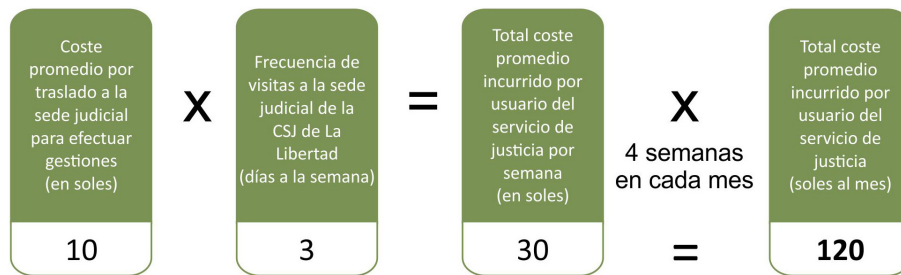 Coste
promedio por
traslado a la
sede judicial
para efectuar
gestiones
(en soles)
10
x
Frecuencia de
visitas a la sede
judicial de la
CSJ de La
Libertad
(días a la semana)
3
=
Total coste
promedio
incurrido por
usuario del
servicio de
justicia por
semana
(en soles)
30
x
4 semanas
en cada mes
=
Total coste
promedio
incurrido por
usuario del
servicio de
justicia
(soles al mes)
120